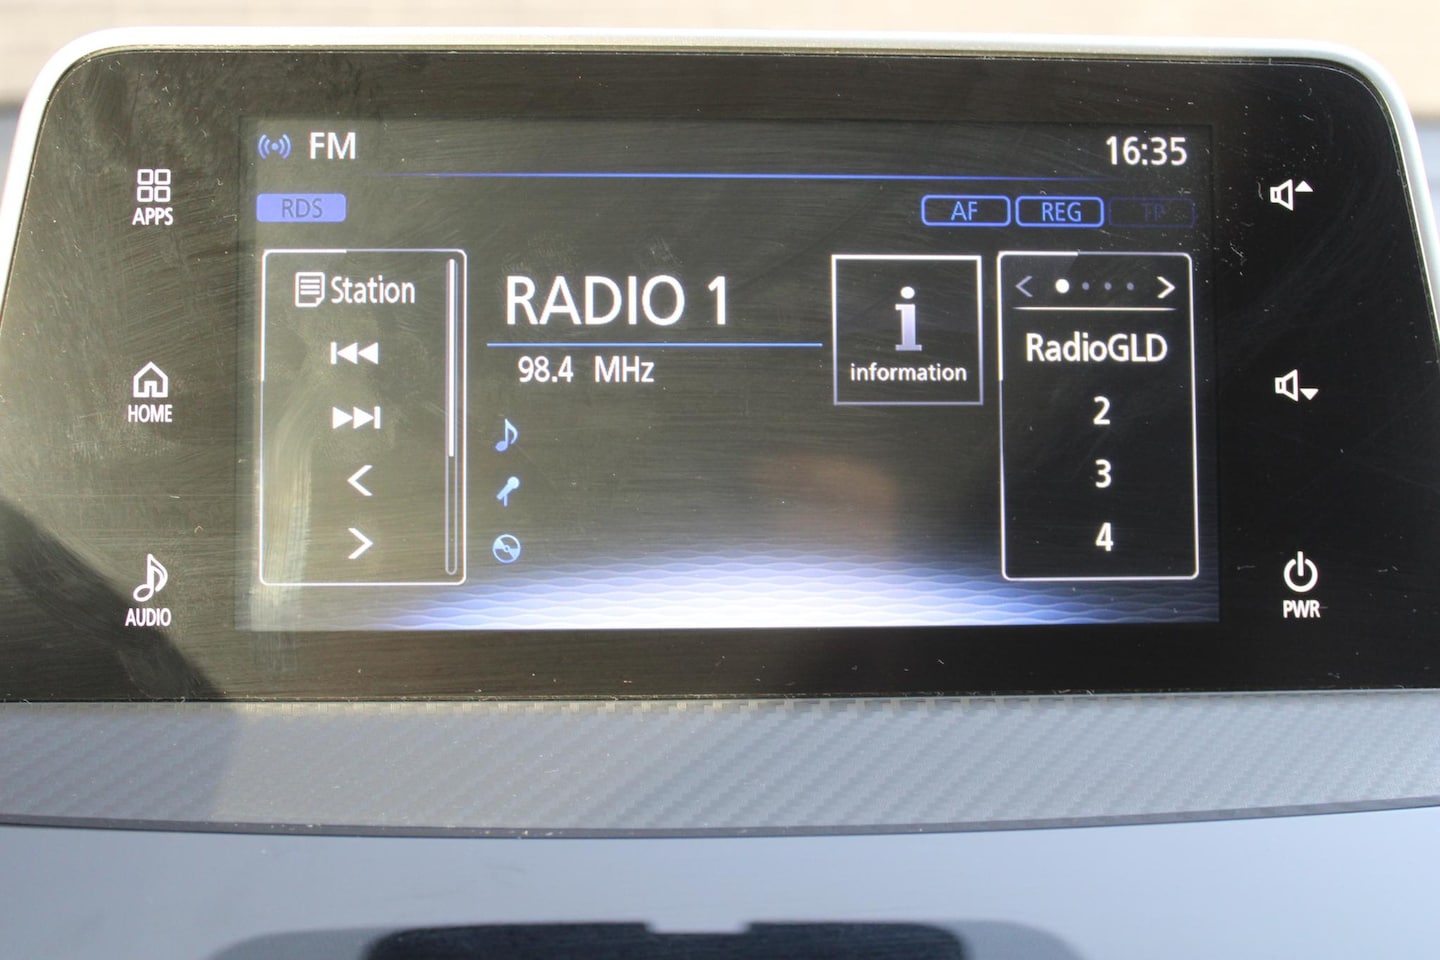 FM
16:35
APPS
RDS
AF
REG
TP
Station
RADIO 1
98.4 MHz
information
RadioGLD
2
3
4
HOME
AUDIO
PWR